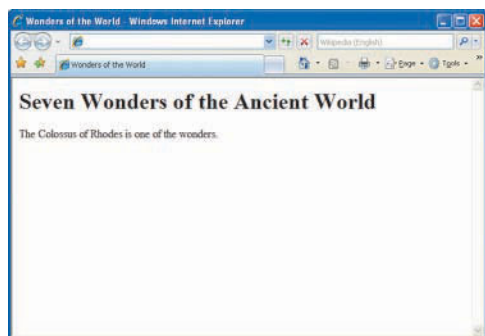 Wonders of the World - Windows Internet Explorer
Wikipedia (English)
Wonders of the World
Page
Tools
Seven Wonders of the Ancient World
The Colossus of Rhodes is one of the wonders.